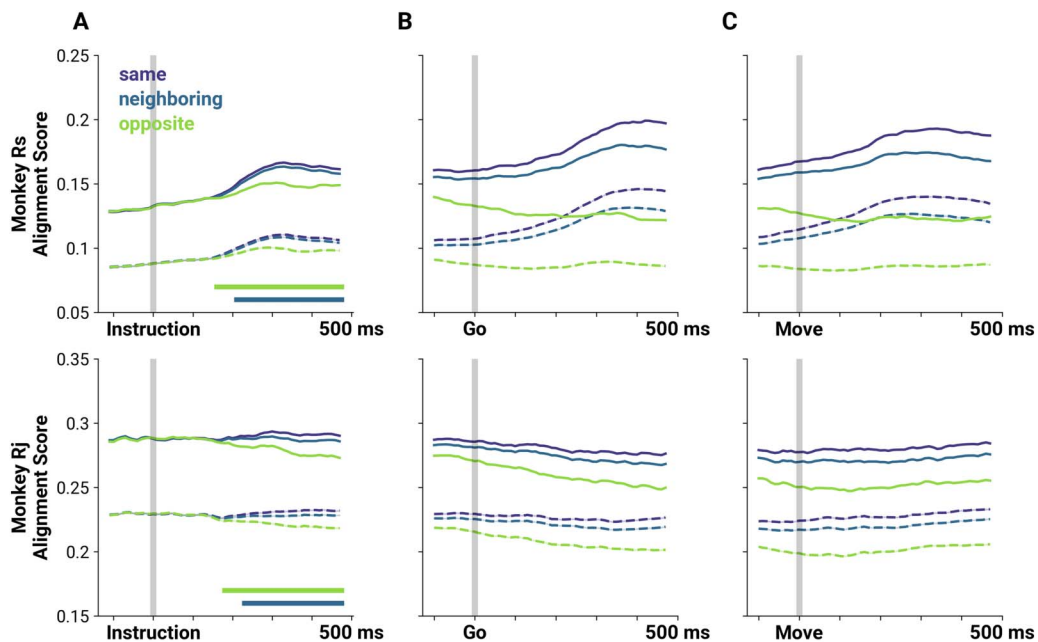 A
B
C
Monkey Rs
Alignment Score
0.25
0.2
0.15
0.1
0.05
same
neighboring
opposite
Instruction
500 ms
Go
500 ms
Move
500 ms
Monkey Rj
Alignment Score
0.35
0.3
0.25
0.2
0.15
Instruction
500 ms
Go
500 ms
Move
500 ms